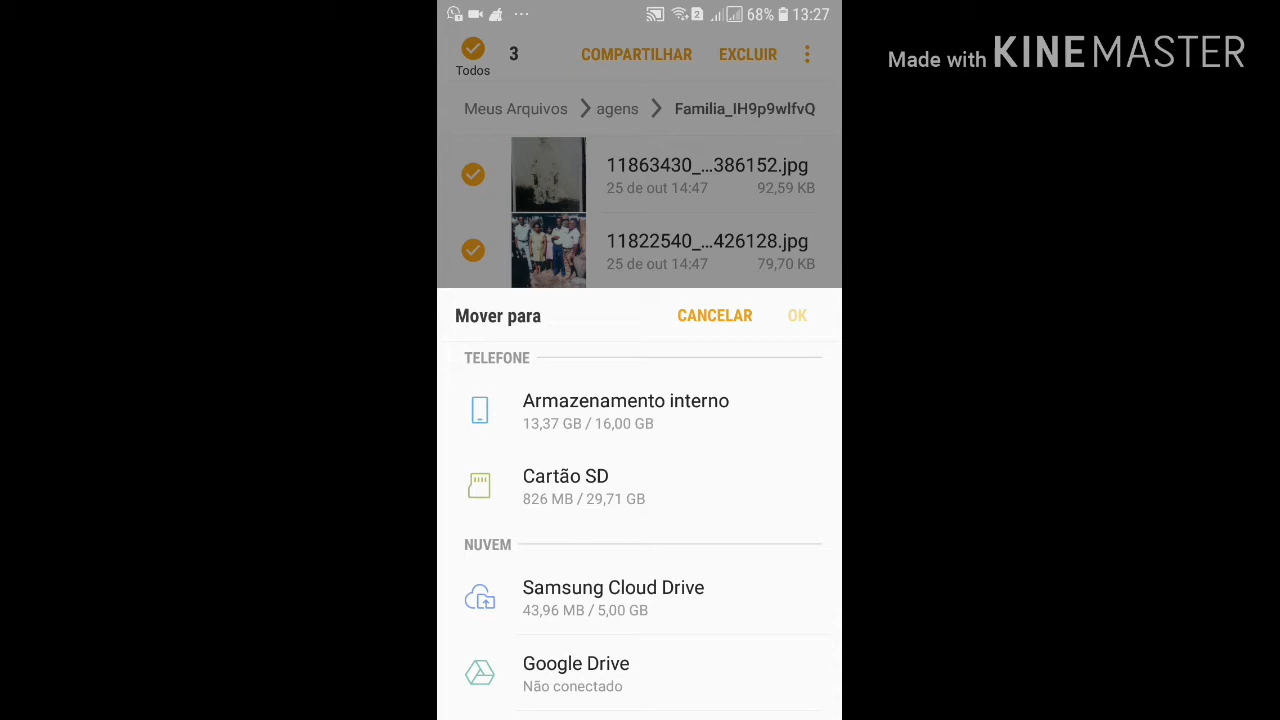 68% 13:27
Made with KINEMASTER
Todos
3
COMPARTILHAR
EXCLUIR
Meus Arquivos
agens
Familia_IH9p9wlfvQ
11863430_...386152.jpg
25 de out 14:47
92,59 KB
11822540_...426128.jpg
25 de out 14:47
79,70 KB
Mover para
CANCELAR
OK
TELEFONE
Armazenamento interno
13,37 GB / 16,00 GB
Cartão SD
826 MB / 29,71 GB
NUVEM
Samsung Cloud Drive
43,96 MB / 5,00 GB
Google Drive
Não conectado